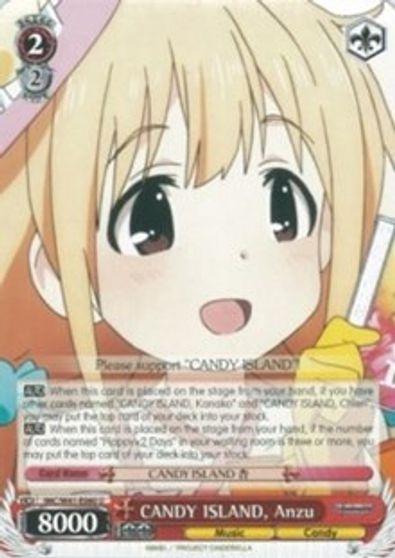 LEVEL
2
2
Please support "CANDY ISLAND"!
AUTO When this card is placed on the stage from your hand, if you have
other cards named "CANDY ISLAND, Kanako" and "CANDY ISLAND, Chieri",
you may put the top card of your deck into your stock.
AUTO When this card is placed on the stage from your hand, if the number
of cards named "Happy×2 Days" in your waiting room is three or more, you
may put the top card of your deck into your stock.
Card Name
CANDY ISLAND 杏
8000
CANDY ISLAND, Anzu
Music
Candy
PROJECT CINDERELLA